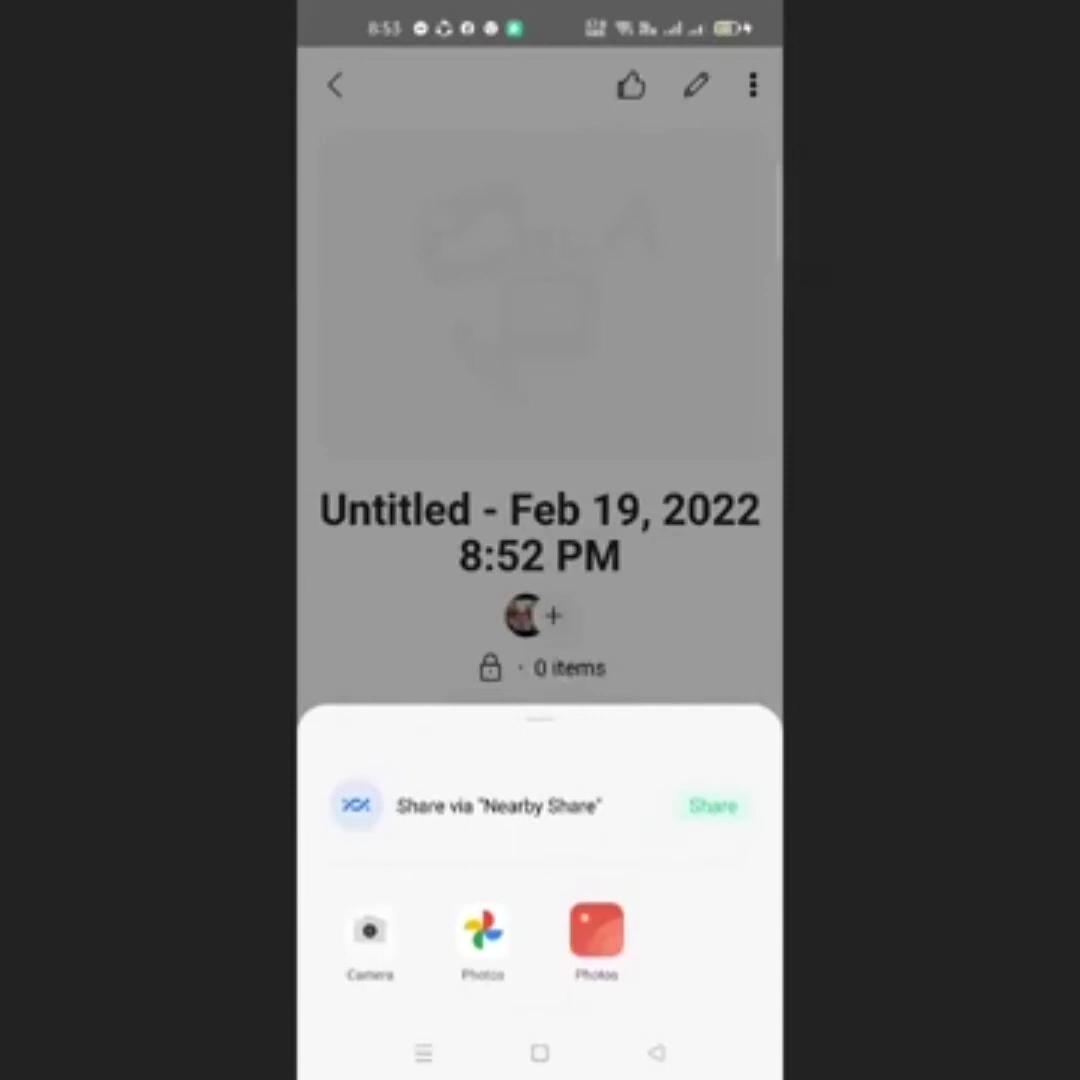 8:53
Untitled - Feb 19, 2022
8:52 PM
+
· 0 items
Share via "Nearby Share"
Share
Camera
Photos
Photos